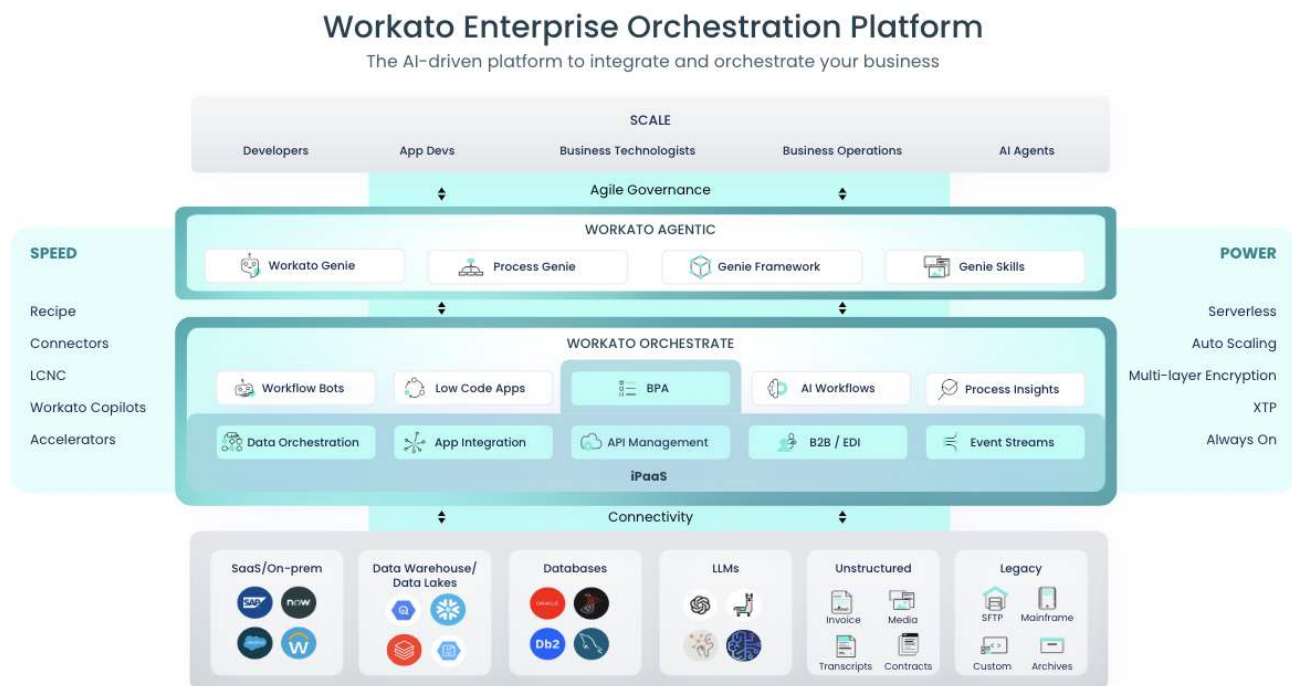 Workato Enterprise Orchestration Platform
The AI-driven platform to integrate and orchestrate your business
SCALE
Developers
App Devs
Business Technologists
Business Operations
AI Agents
Agile Governance
SPEED
Recipe
Connectors
LCNC
Workato Copilots
Accelerators
WORKATO AGENTIC
Workato Genie
Process Genie
Genie Framework
Genie Skills
WORKATO ORCHESTRATE
Workflow Bots
Low Code Apps
BPA
AI Workflows
Process Insights
Data Orchestration
App Integration
API Management
B2B / EDI
Event Streams
iPaaS
POWER
Serverless
Auto Scaling
Multi-layer Encryption
XTP
Always On
Connectivity
SaaS/On-prem
SAP
now
salesforce
W
Data Warehouse/
Data Lakes
Databases
ORACLE
Db2
LLMs
Unstructured
Invoice
Media
Transcripts
Contracts
Legacy
SFTP
Mainframe
Custom
Archives